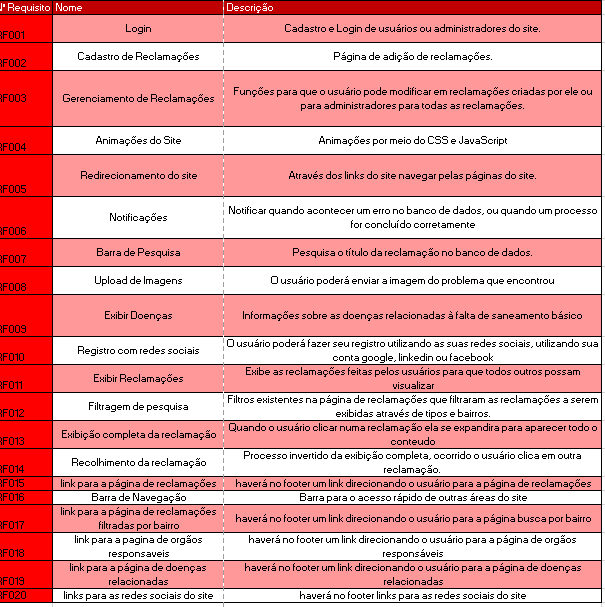 Nº Requisito Nome Descrição
RF001 Login Cadastro e Login de usuários ou administradores do site.
RF002 Cadastro de Reclamações Página de adição de reclamações.
RF003 Gerenciamento de Reclamações Funções para que o usuário pode modificar em reclamações criadas por ele ou
para administradores para todas as reclamações.
RF004 Animações do Site Animações por meio do CSS e JavaScript
RF005 Redirecionamento do site Através dos links do site navegar pelas páginas do site.
RF006 Notificações Notificar quando acontecer um erro no banco de dados, ou quando um processo
for concluído corretamente
RF007 Barra de Pesquisa Pesquisa o título da reclamação no banco de dados.
RF008 Upload de Imagens O usuário poderá enviar a imagem do problema que encontrou
RF009 Exibir Doenças Informações sobre as doenças relacionadas à falta de saneamento básico
RF010 Registro com redes sociais O usuário poderá fazer seu registro utilizando as suas redes sociais, utilizando sua
conta google, linkedin ou facebook
RF011 Exibir Reclamações Exibe as reclamações feitas pelos usuários para que todos outros possam
visualizar
RF012 Filtragem de pesquisa Filtros existentes na página de reclamações que filtraram as reclamações a serem
exibidas através de tipos e bairros.
RF013 Exibição completa da reclamação Quando o usuário clicar numa reclamação ela se expandira para aparecer todo o
conteudo
RF014 Recolhimento da reclamação Processo invertido da exibição completa, ocorrido o usuário clica em outra
reclamação.
RF015 link para a página de reclamações haverá no footer um link direcionando o usuário para a página de reclamações
RF016 Barra de Navegação Barra para o acesso rápido de outras áreas do site
RF017 link para a página de reclamações
filtradas por bairro haverá no footer um link direcionando o usuário para a página busca por bairro
RF018 link para a pagina de orgãos
responsaveis haverá no footer um link direcionando o usuário para a pagina de orgãos
responsáveis
RF019 link para a página de doenças
relacionadas haverá no footer um link direcionando o usuário para a página de doenças
relacionadas
RF020 links para as redes sociais do site haverá no footer links para as redes sociais do site